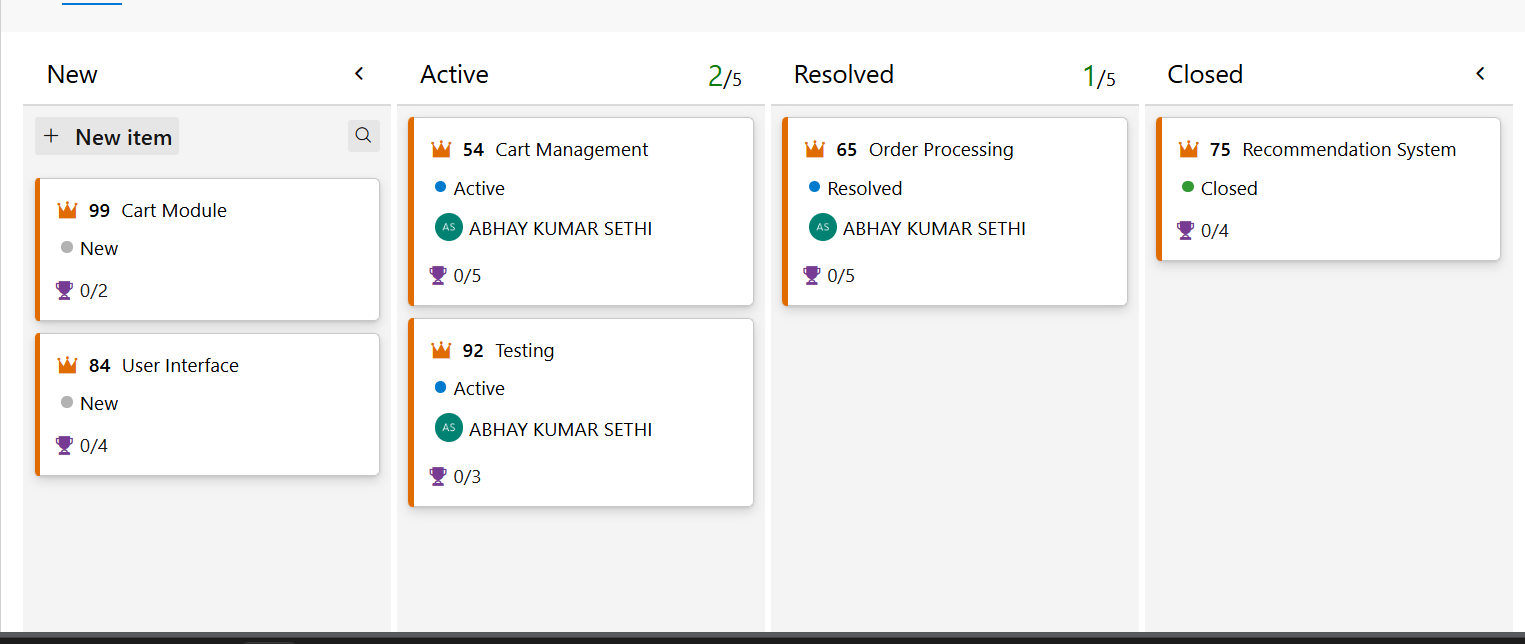 New
Active 2/5
Resolved 1/5
Closed
New item
99 Cart Module
New
0/2
84 User Interface
New
0/4
54 Cart Management
Active
AS ABHAY KUMAR SETHI
0/5
92 Testing
Active
AS ABHAY KUMAR SETHI
0/3
65 Order Processing
Resolved
AS ABHAY KUMAR SETHI
0/5
75 Recommendation System
Closed
0/4